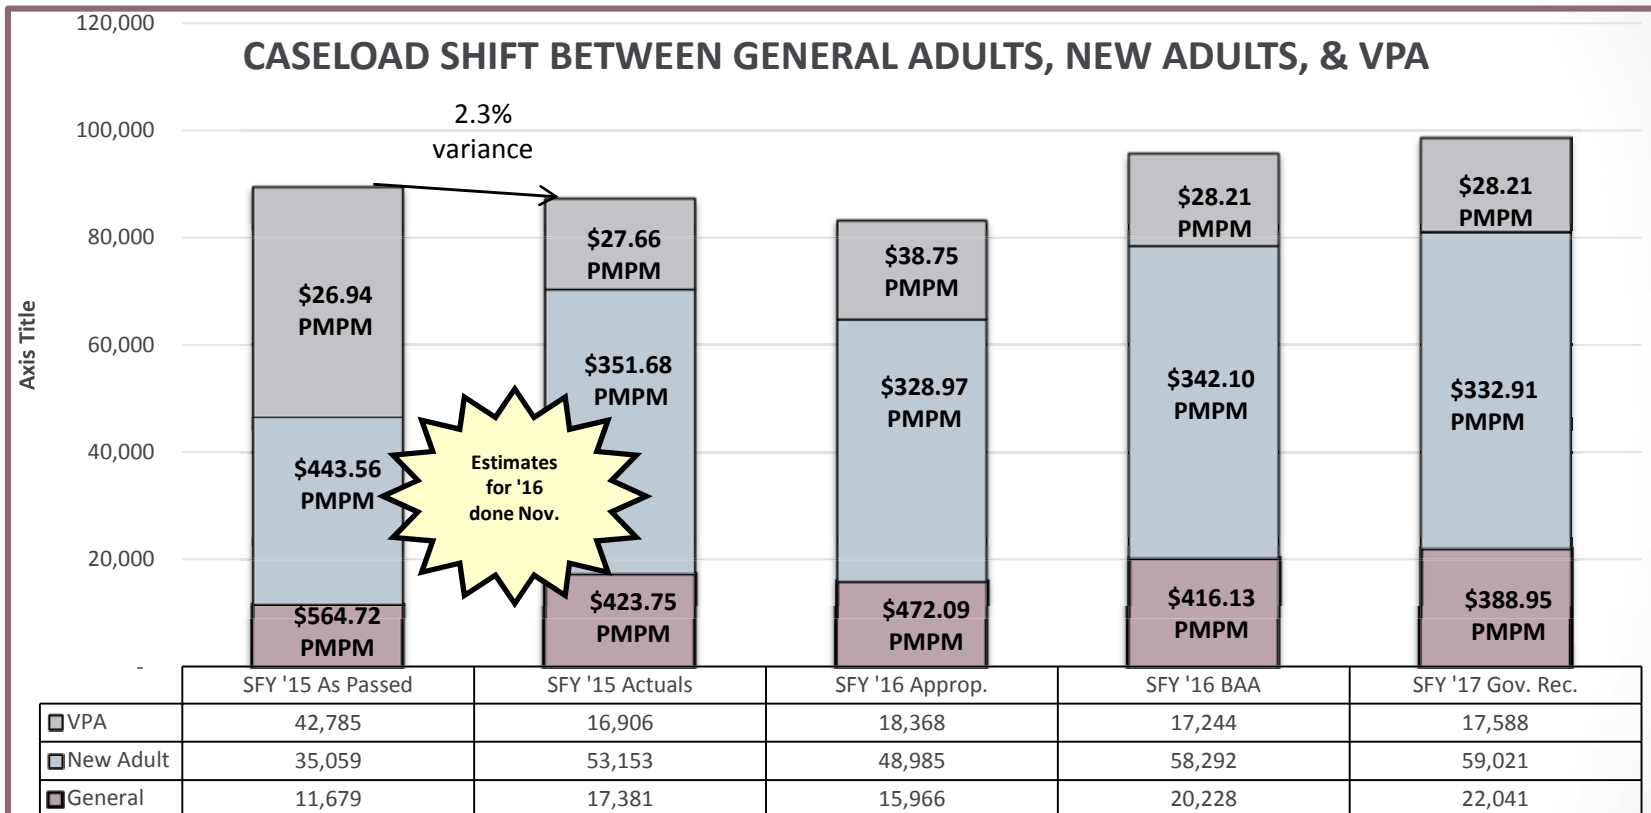 CASELOAD SHIFT BETWEEN GENERAL ADULTS, NEW ADULTS, & VPA
120,000
100,000
80,000
60,000
40,000
20,000
-
Axis Title
2.3%
variance
$26.94
PMPM
$443.56
PMPM
$564.72
PMPM
$27.66
PMPM
$351.68
PMPM
$423.75
PMPM
Estimates
for '16
done Nov.
$38.75
PMPM
$328.97
PMPM
$472.09
PMPM
$28.21
PMPM
$342.10
PMPM
$416.13
PMPM
$28.21
PMPM
$332.91
PMPM
$388.95
PMPM
SFY '15 As Passed SFY '15 Actuals SFY '16 Approp. SFY '16 BAA SFY '17 Gov. Rec.
VPA 42,785 16,906 18,368 17,244 17,588
New Adult 35,059 53,153 48,985 58,292 59,021
General 11,679 17,381 15,966 20,228 22,041